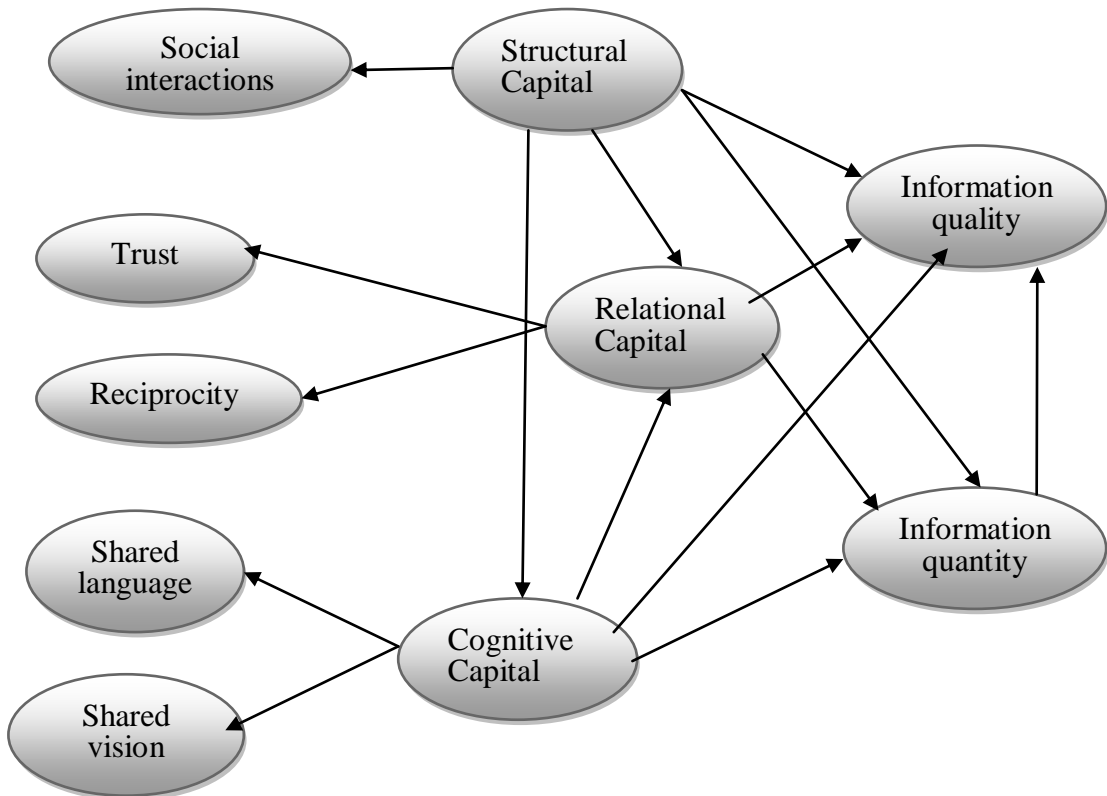 Social
interactions
Structural
Capital
Information
quality
Trust
Relational
Capital
Reciprocity
Information
quantity
Shared
language
Cognitive
Capital
Shared
vision